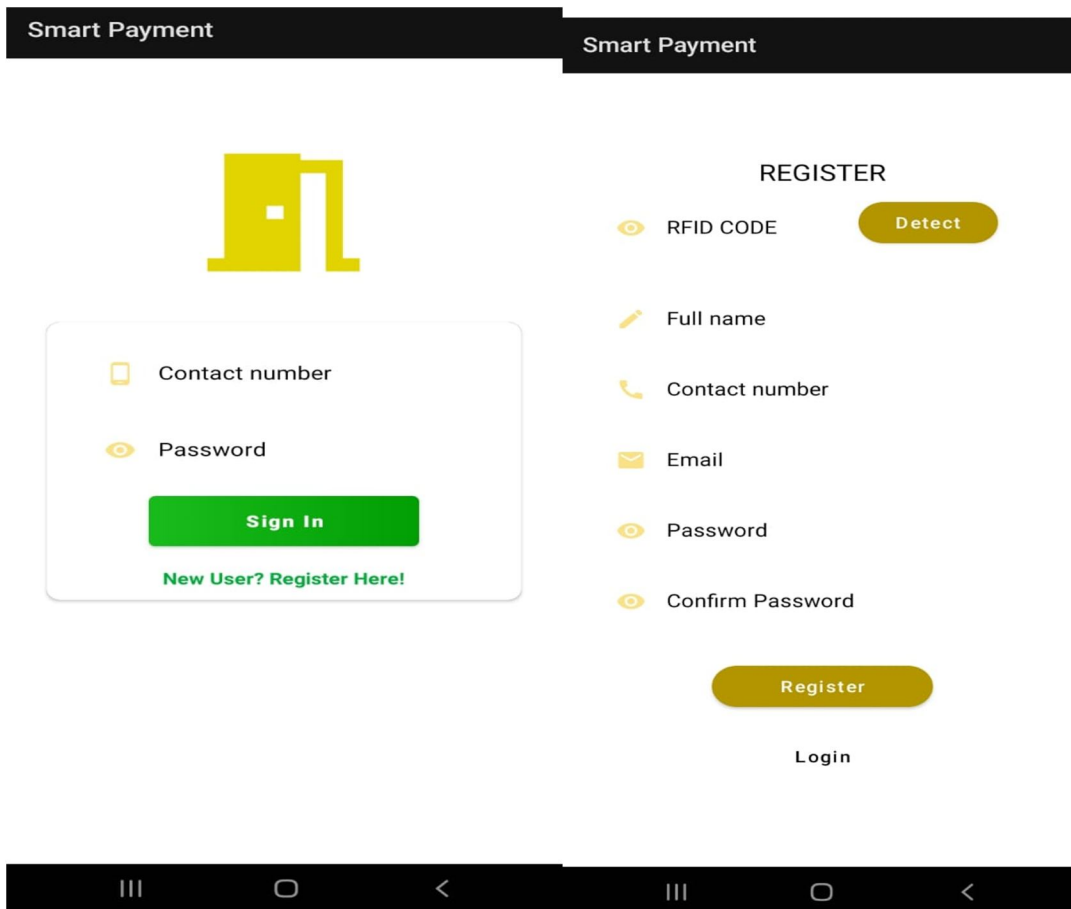 Smart Payment
Contact number
Password
Sign In
New User? Register Here!
Smart Payment
REGISTER
RFID CODE
Detect
Full name
Contact number
Email
Password
Confirm Password
Register
Login